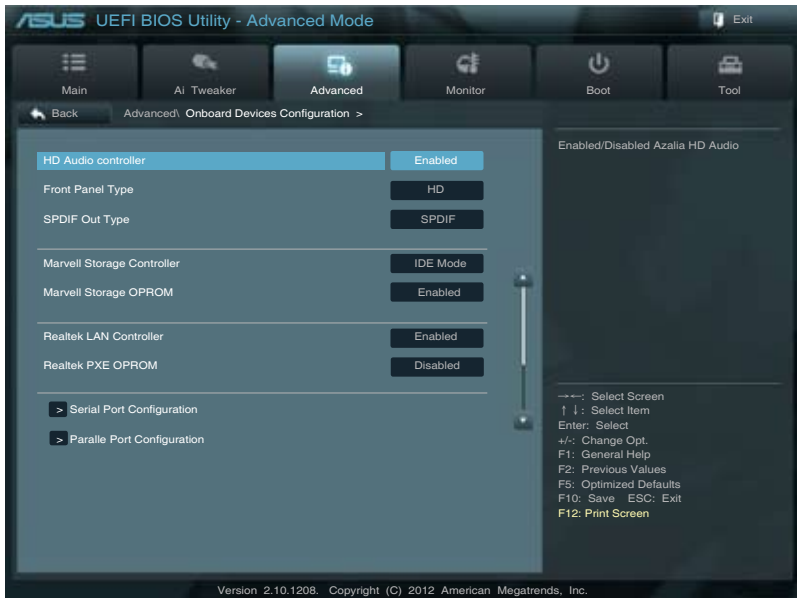 ASUS UEFI BIOS Utility - Advanced Mode
Exit
Main
Ai Tweaker
Advanced
Monitor
Boot
Tool
Back
Advanced\ Onboard Devices Configuration >
HD Audio controller Enabled
Front Panel Type HD
SPDIF Out Type SPDIF
Marvell Storage Controller IDE Mode
Marvell Storage OPROM Enabled
Realtek LAN Controller Enabled
Realtek PXE OPROM Disabled
> Serial Port Configuration
> Paralle Port Configuration
Enabled/Disabled Azalia HD Audio
→←: Select Screen
↑↓: Select Item
Enter: Select
+/-: Change Opt.
F1: General Help
F2: Previous Values
F5: Optimized Defaults
F10: Save ESC: Exit
F12: Print Screen
Version 2.10.1208. Copyright (C) 2012 American Megatrends, Inc.